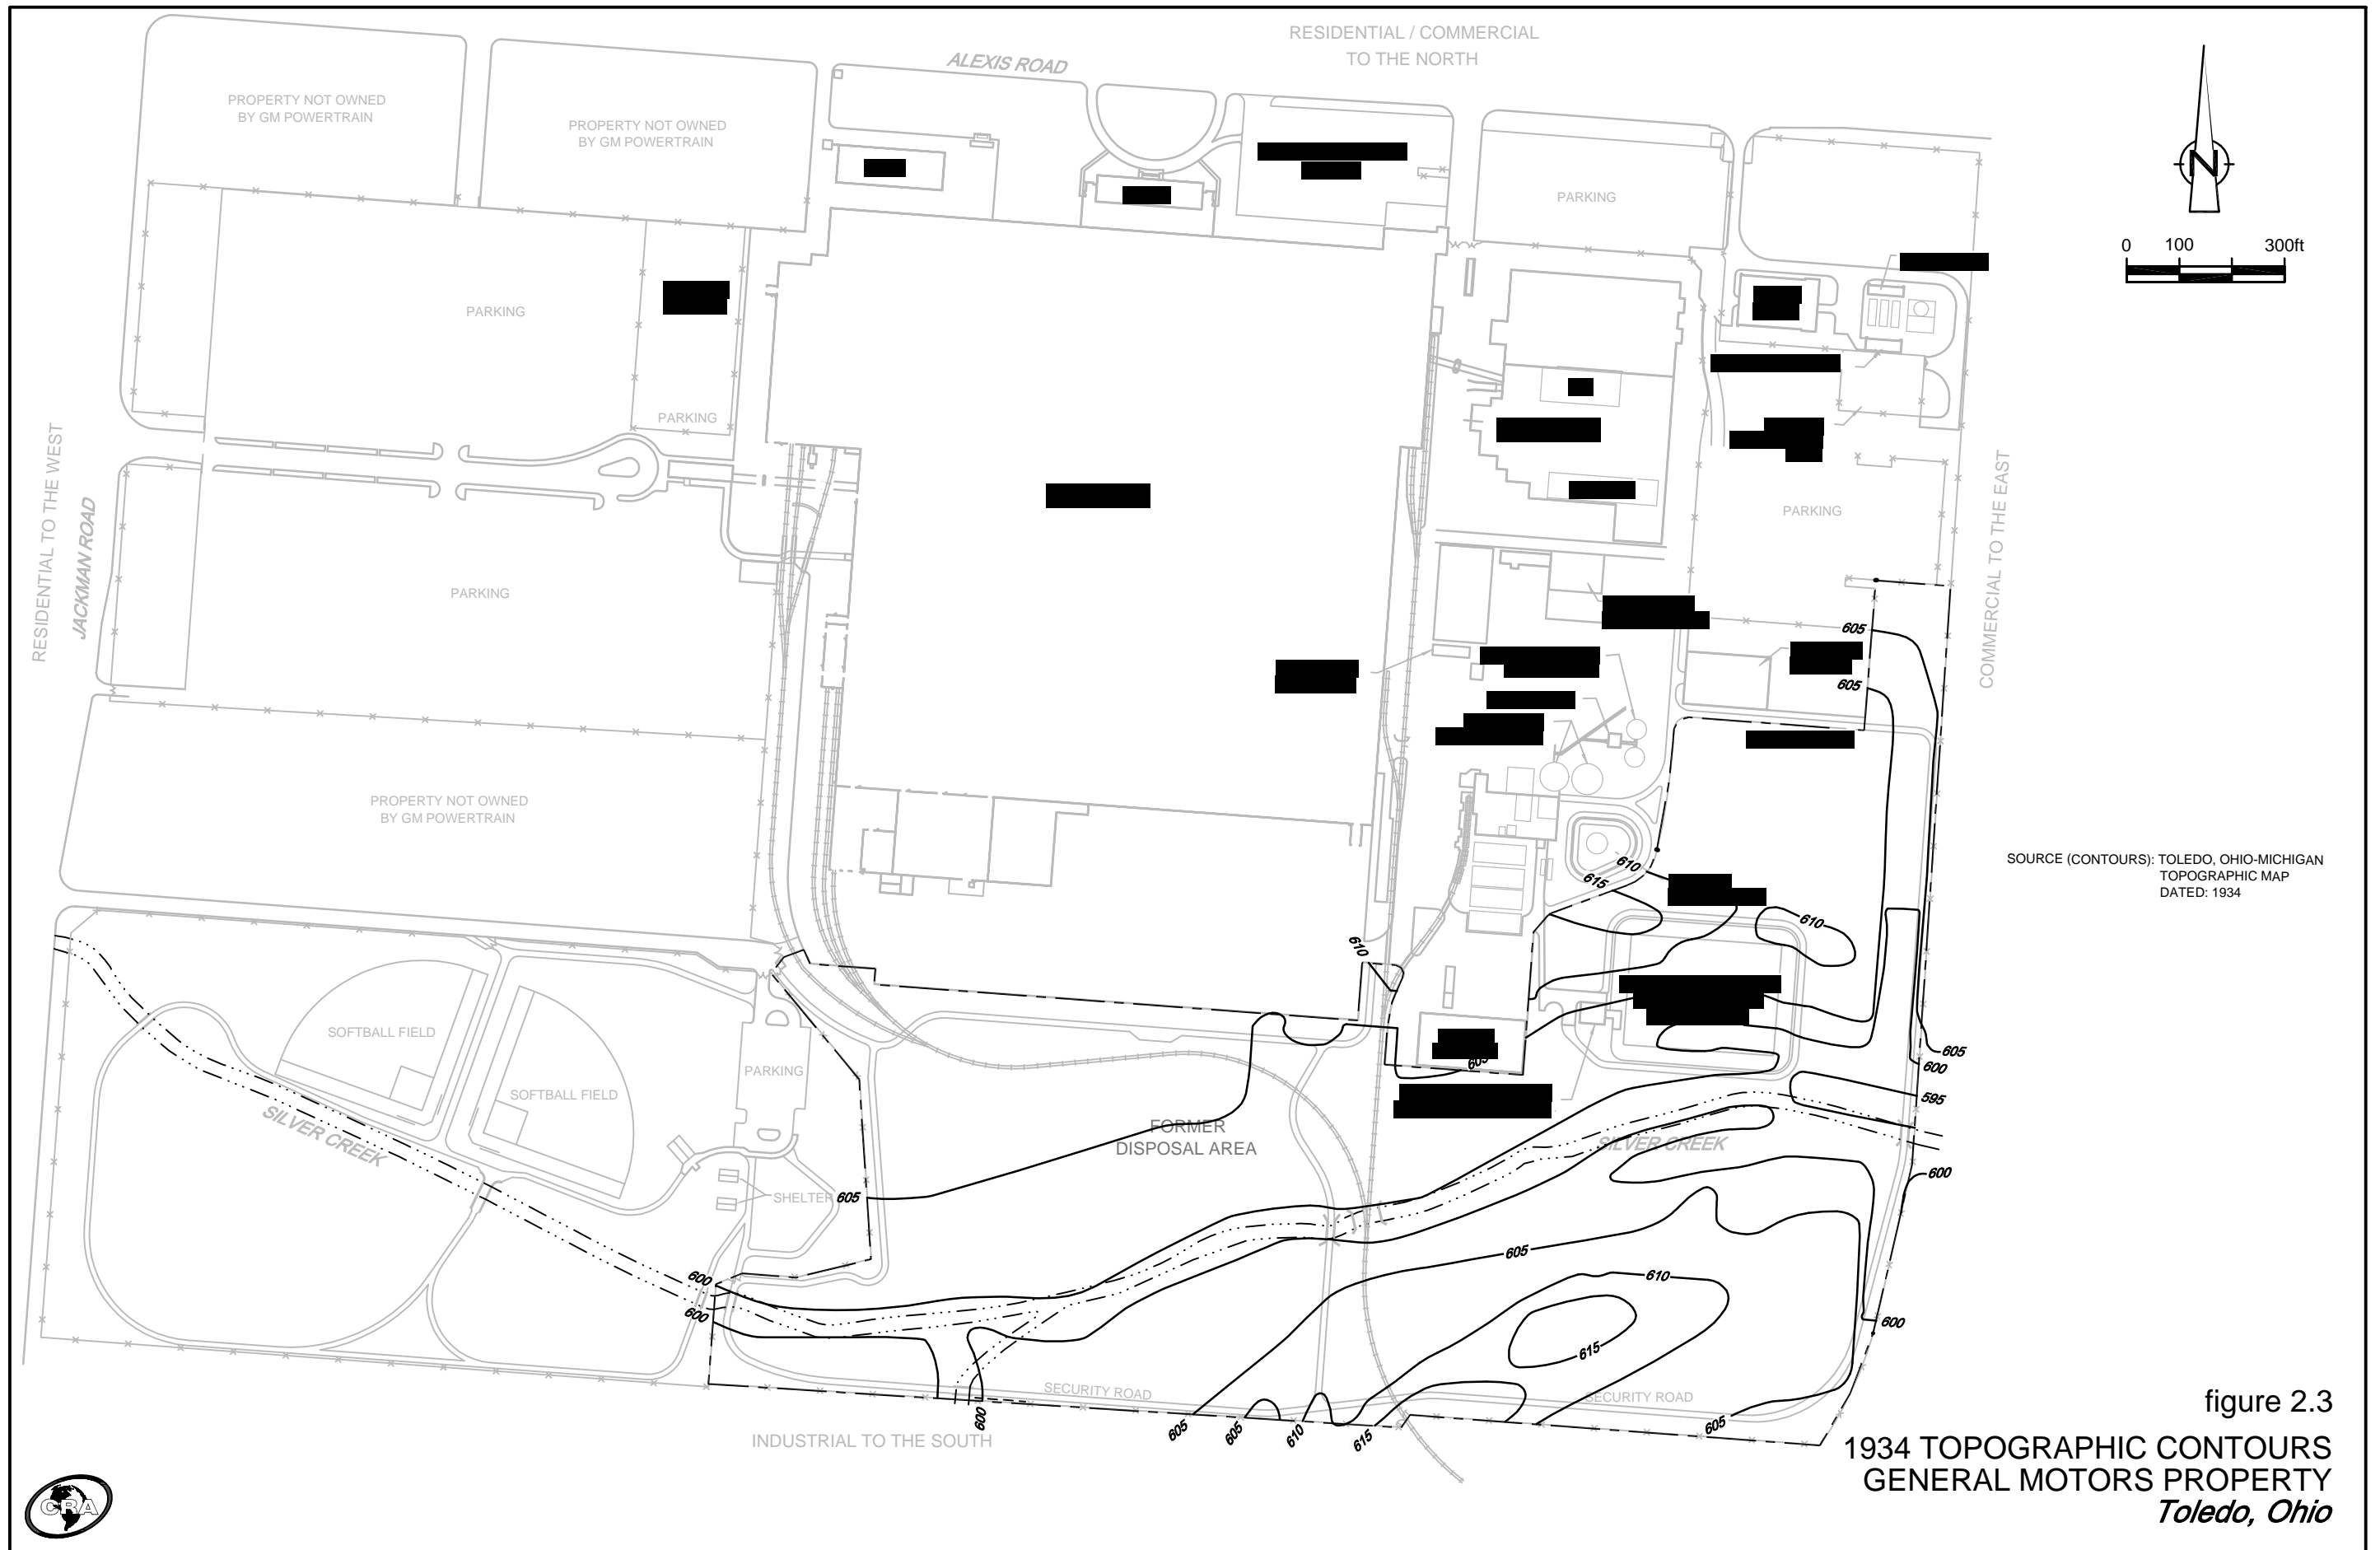 RESIDENTIAL / COMMERCIAL
TO THE NORTH
ALEXIS ROAD
PROPERTY NOT OWNED
BY GM POWERTRAIN
PROPERTY NOT OWNED
BY GM POWERTRAIN
N
PARKING
0 100 300ft
PARKING
PARKING
RESIDENTIAL TO THE WEST
JACKMAN ROAD
PARKING
COMMERCIAL TO THE EAST
PARKING
605
605
PROPERTY NOT OWNED
BY GM POWERTRAIN
SOURCE (CONTOURS): TOLEDO, OHIO-MICHIGAN
TOPOGRAPHIC MAP
DATED: 1934
610
615
610
610
SOFTBALL FIELD
PARKING
SOFTBALL FIELD
605
605
600
595
SILVER CREEK
FORMER
DISPOSAL AREA
SILVER CREEK
600
SHELTER
605
605
600
600
610
600
615
SECURITY ROAD
SECURITY ROAD
600
605
605
610
615
605
INDUSTRIAL TO THE SOUTH
figure 2.3
1934 TOPOGRAPHIC CONTOURS
GENERAL MOTORS PROPERTY
Toledo, Ohio
CRA